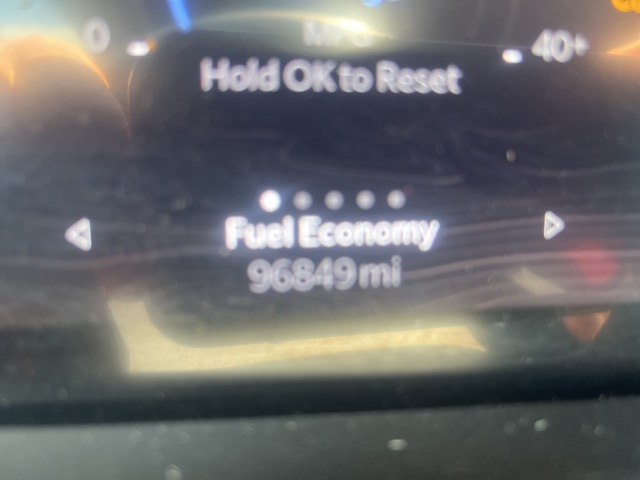 0 40+
Hold OK to Reset
Fuel Economy
96849 mi